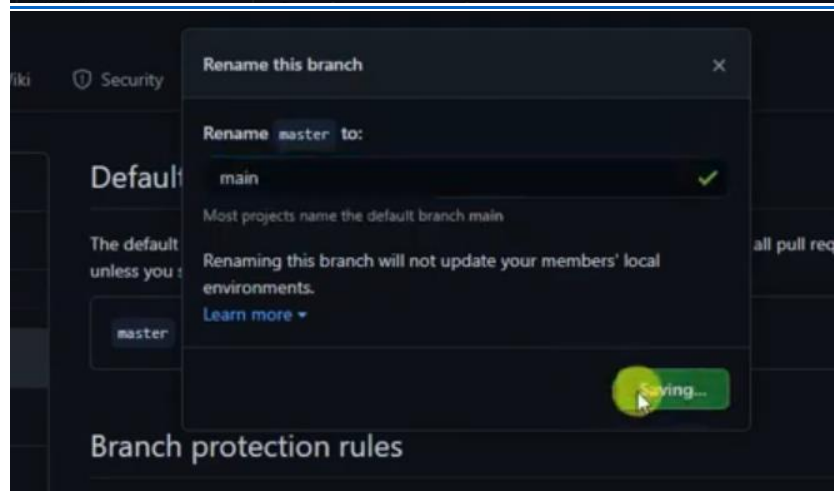 Rename this branch
iki
Security
Rename master to:
main
Default
Most projects name the default branch main
The default
all pull req
Renaming this branch will not update your members' local
unless you s
environments.
Learn more
master
Saving...
Branch protection rules